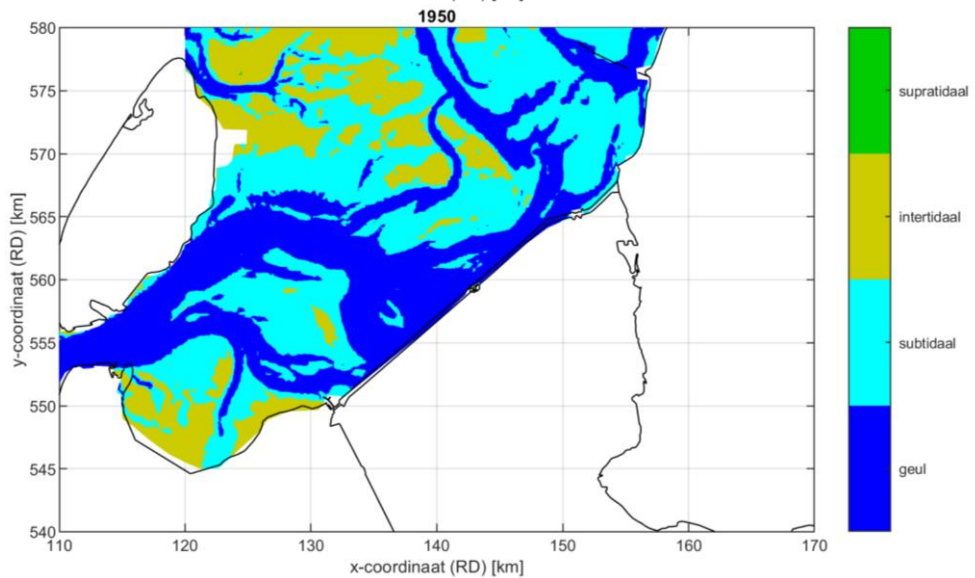 1950
580
575
570
565
560
555
550
545
540
y-coordinaat (RD) [km]
110
120
130
140
150
160
170
x-coordinaat (RD) [km]
supratidaal
intertidaal
subtidaal
geul